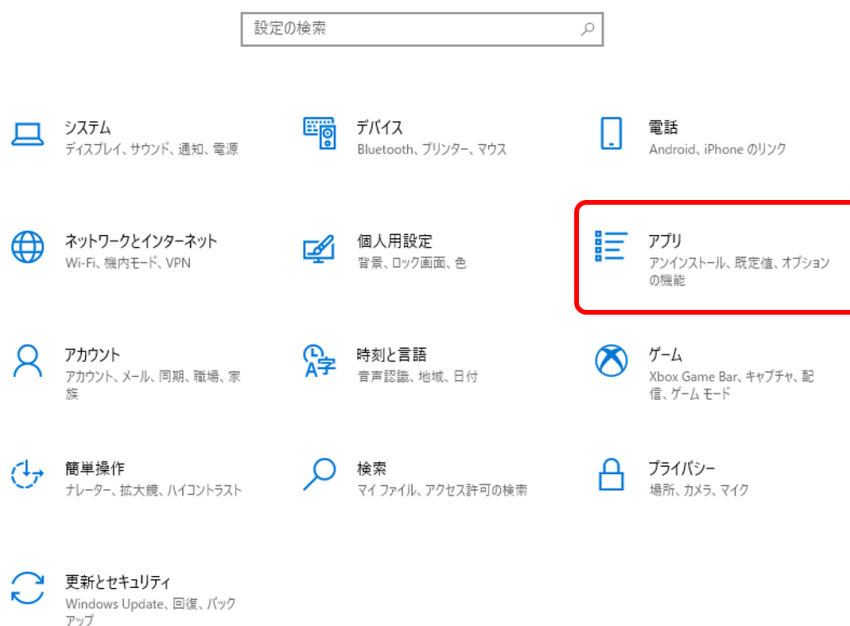 設定の検索
システム
ディスプレイ、サウンド、通知、電源
デバイス
Bluetooth、プリンター、マウス
電話
Android、iPhone のリンク
ネットワークとインターネット
Wi-Fi、機内モード、VPN
個人用設定
背景、ロック画面、色
アプリ
アンインストール、既定値、オプション
の機能
アカウント
アカウント、メール、同期、職場、家
族
時刻と言語
音声認識、地域、日付
ゲーム
Xbox Game Bar、キャプチャ、配
信、ゲーム モード
簡単操作
ナレーター、拡大鏡、ハイコントラスト
検索
マイ ファイル、アクセス許可の検索
プライバシー
場所、カメラ、マイク
更新とセキュリティ
Windows Update、回復、バック
アップ